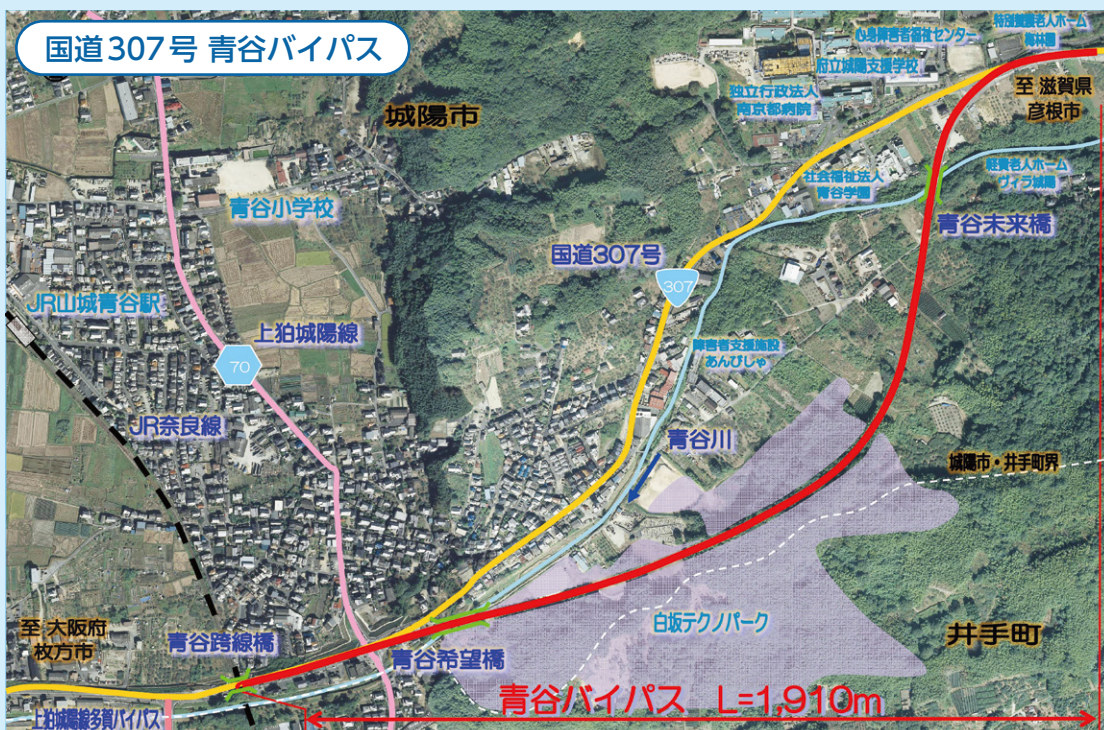 国道307号 青谷バイパス
特別養護老人ホーム
梅林園
心身障害者福祉センター
府立城陽支援学校
至 滋賀県
彦根市
独立行政法人
南京都病院
城陽市
軽費老人ホーム
ヴィラ城陽
社会福祉法人
青谷学園
青谷小学校
青谷未来橋
国道307号
307
JR山城青谷駅
上狛城陽線
70
障害者支援施設
あんびしゃ
JR奈良線
青谷川
城陽市・井手町界
白坂テクノパーク
井手町
至 大阪府
枚方市
青谷跨線橋
青谷希望橋
青谷バイパス L=1,910m
上狛城陽線多賀バイパス